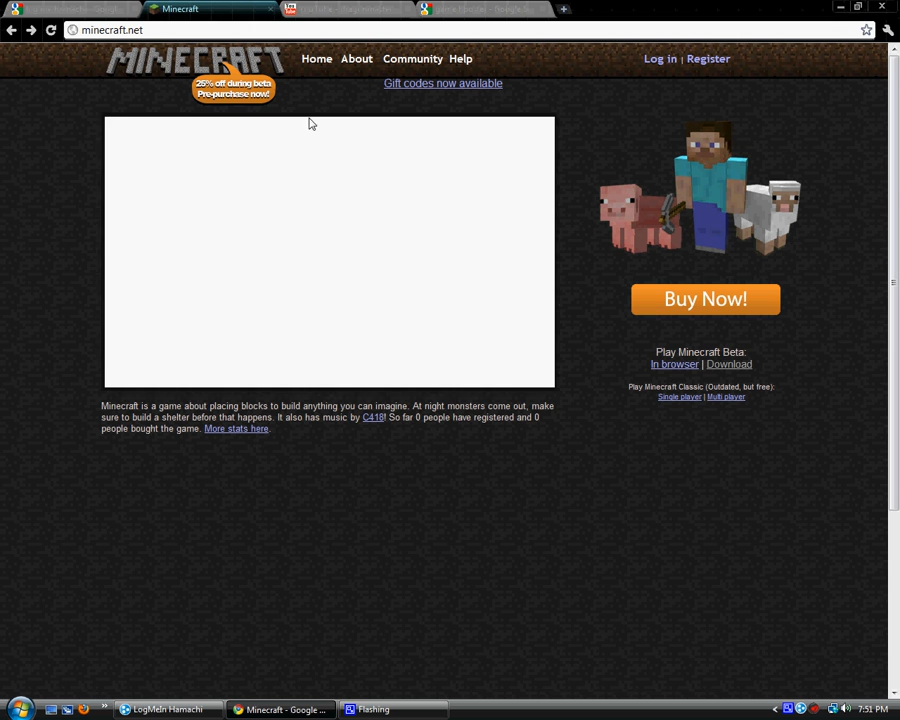 Minecraft
minecraft.net
MINECRAFT
Home About Community Help
Log in | Register
25% off during beta
Pre-purchase now!
Gift codes now available
Buy Now!
Play Minecraft Beta:
In browser | Download
Play Minecraft Classic (Outdated, but free):
Single player | Multi player
Minecraft is a game about placing blocks to build anything you can imagine. At night monsters come out, make
sure to build a shelter before that happens. It also has music by C418! So far 0 people have registered and 0
people bought the game. More stats here.
LogMeIn Hamachi
Minecraft - Google ...
Flashing
7:51 PM